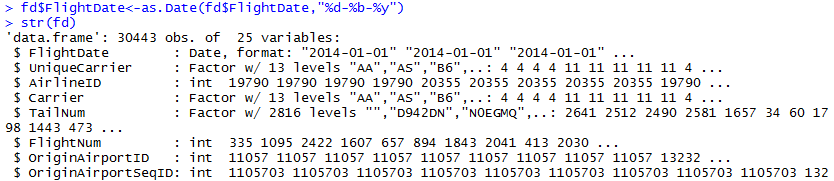 > fd$FlightDate<-as.Date(fd$FlightDate,"%d-%b-%y")
> str(fd)
'data.frame': 30443 obs. of 25 variables:
$ FlightDate : Date, format: "2014-01-01" "2014-01-01" "2014-01-01" ...
$ UniqueCarrier : Factor w/ 13 levels "AA","AS","B6",..: 4 4 4 4 11 11 11 11 11 4 ...
$ AirlineID : int 19790 19790 19790 19790 20355 20355 20355 20355 20355 19790 ...
$ Carrier : Factor w/ 13 levels "AA","AS","B6",..: 4 4 4 4 11 11 11 11 11 4 ...
$ TailNum : Factor w/ 2816 levels "","D942DN","N0EGMQ",..: 2641 2512 2490 2581 1657 34 60 17
98 1443 473 ...
$ FlightNum : int 335 1095 2422 1607 657 894 1843 2041 413 2030 ...
$ OriginAirportID : int 11057 11057 11057 11057 11057 11057 11057 11057 11057 13232 ...
$ OriginAirportSeqID: int 1105703 1105703 1105703 1105703 1105703 1105703 1105703 1105703 1105703 132